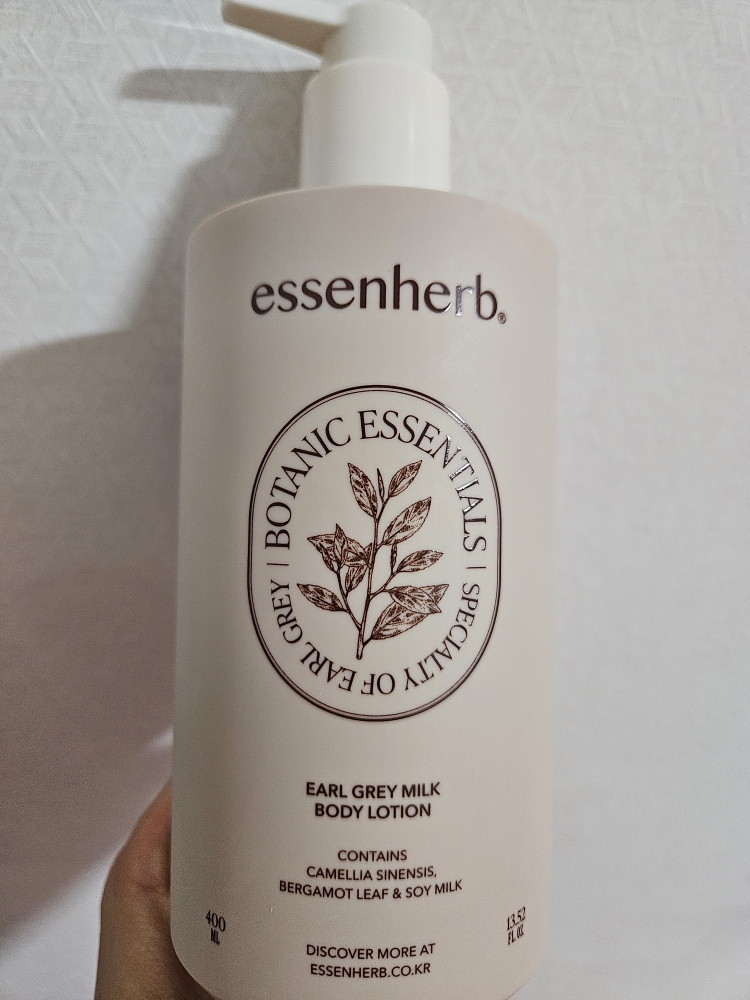 essenherb®
BOTANIC ESSENTIALS | SPECIALTY OF EARL GREY |
EARL GREY MILK
BODY LOTION
CONTAINS
CAMELLIA SINENSIS,
BERGAMOT LEAF & SOY MILK
400
ML
13.52
FL.OZ.
DISCOVER MORE AT
ESSENHERB.CO.KR